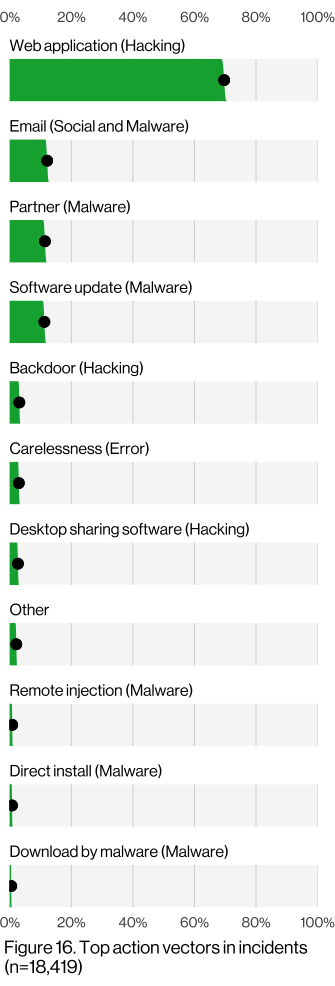 0% 20% 40% 60% 80% 100%
Web application (Hacking)
Email (Social and Malware)
Partner (Malware)
Software update (Malware)
Backdoor (Hacking)
Carelessness (Error)
Desktop sharing software (Hacking)
Other
Remote injection (Malware)
Direct install (Malware)
Download by malware (Malware)
0% 20% 40% 60% 80% 100%
Figure 16. Top action vectors in incidents
(n=18,419)